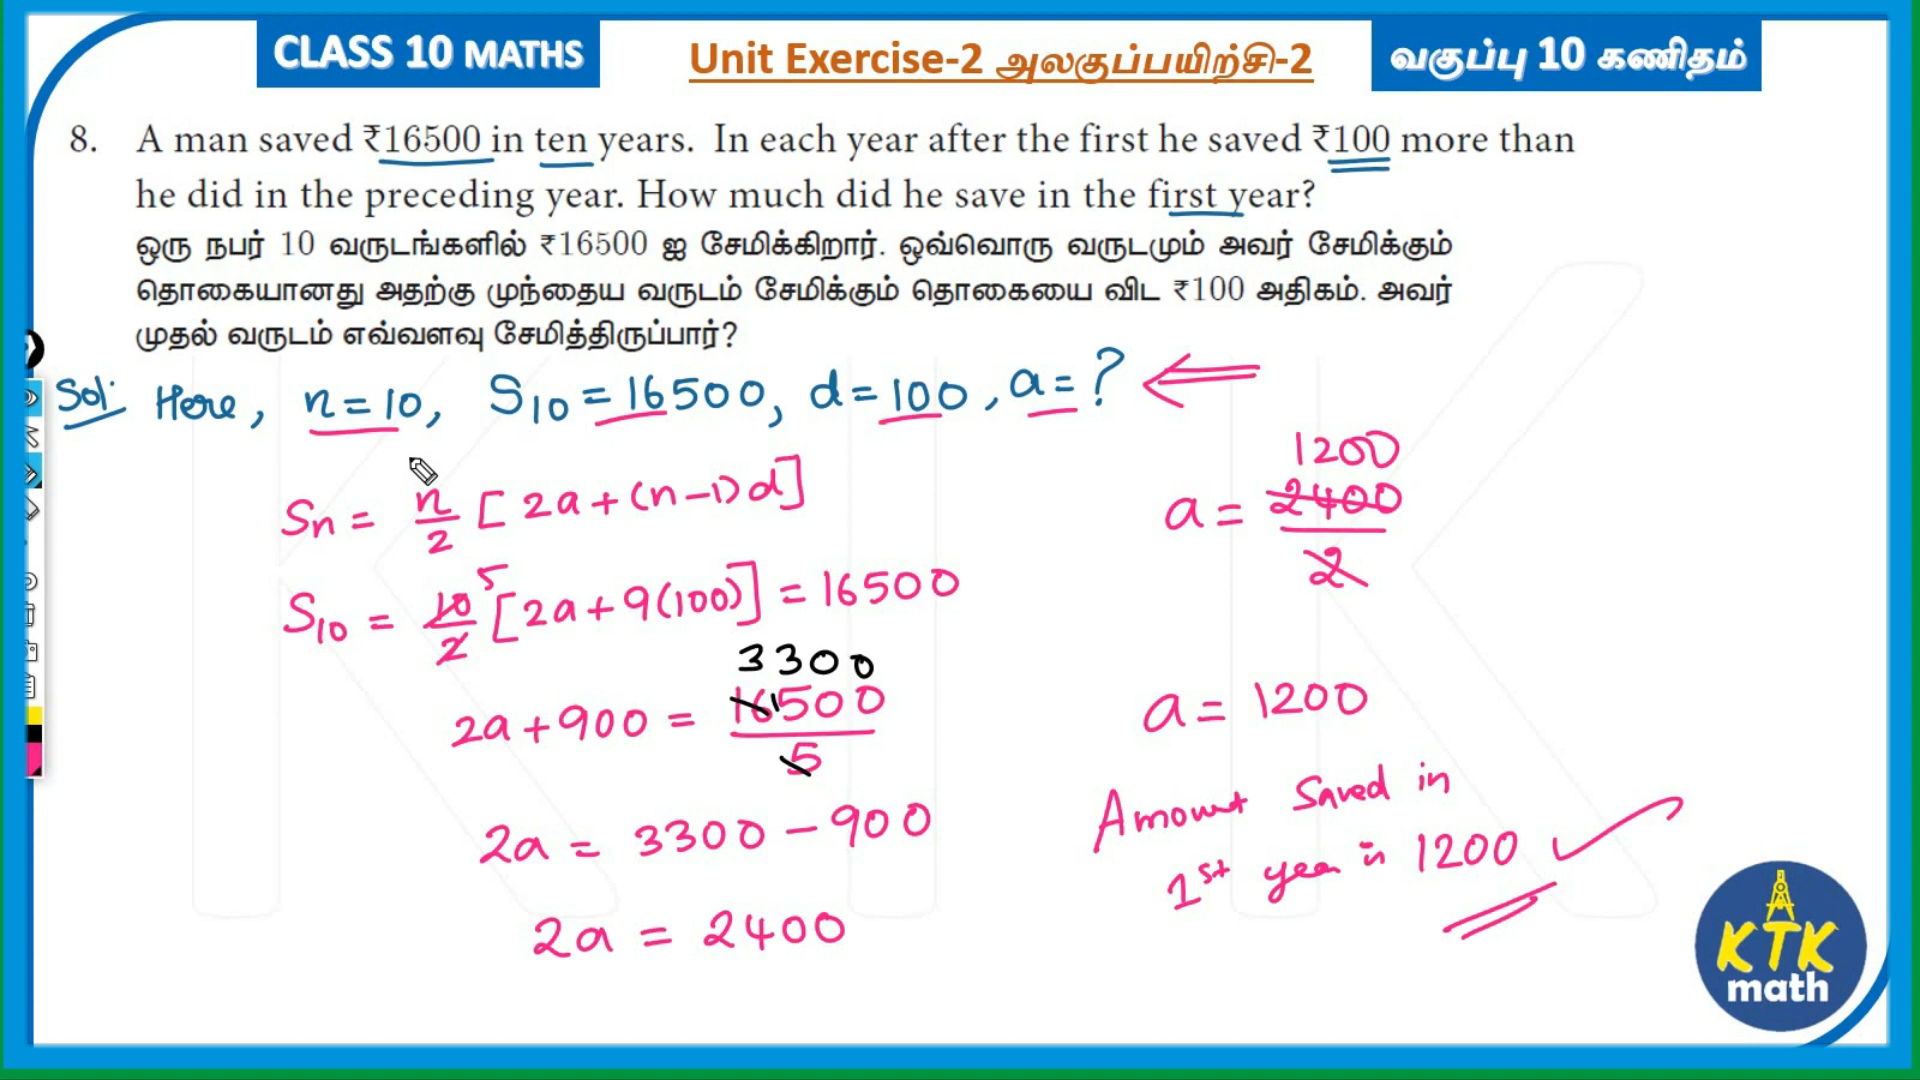 CLASS 10 MATHS
Unit Exercise-2 அலகுப்பயிற்சி-2
வகுப்பு 10 கணிதம்
8. A man saved ₹16500 in ten years. In each year after the first he saved ₹100 more than
he did in the preceding year. How much did he save in the first year?
ஒரு நபர் 10 வருடங்களில் ₹16500 ஐ சேமிக்கிறார். ஒவ்வொரு வருடமும் அவர் சேமிக்கும்
தொகையானது அதற்கு முந்தைய வருடம் சேமிக்கும் தொகையை விட ₹100 அதிகம். அவர்
முதல் வருடம் எவ்வளவு சேமித்திருப்பார்?
Sol: Here, n = 10, S10 = 16500, d = 100, a = ?
Sn = n/2 [2a + (n-1)d]
S10 = 10/2 5 [2a + 9(100)] = 16500
3300
2a + 900 = 16500/5
2a = 3300 - 900
2a = 2400
1200
a = 2400/2
a = 1200
Amount saved in
1st year is 1200
KTK
math